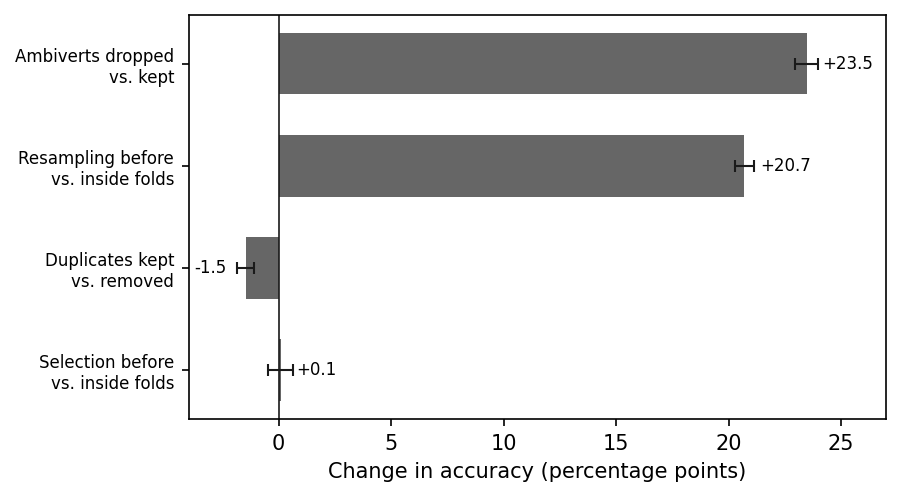 Ambiverts dropped
vs. kept
+23.5
Resampling before
vs. inside folds
+20.7
Duplicates kept
vs. removed
-1.5
Selection before
vs. inside folds
+0.1
0 5 10 15 20 25
Change in accuracy (percentage points)